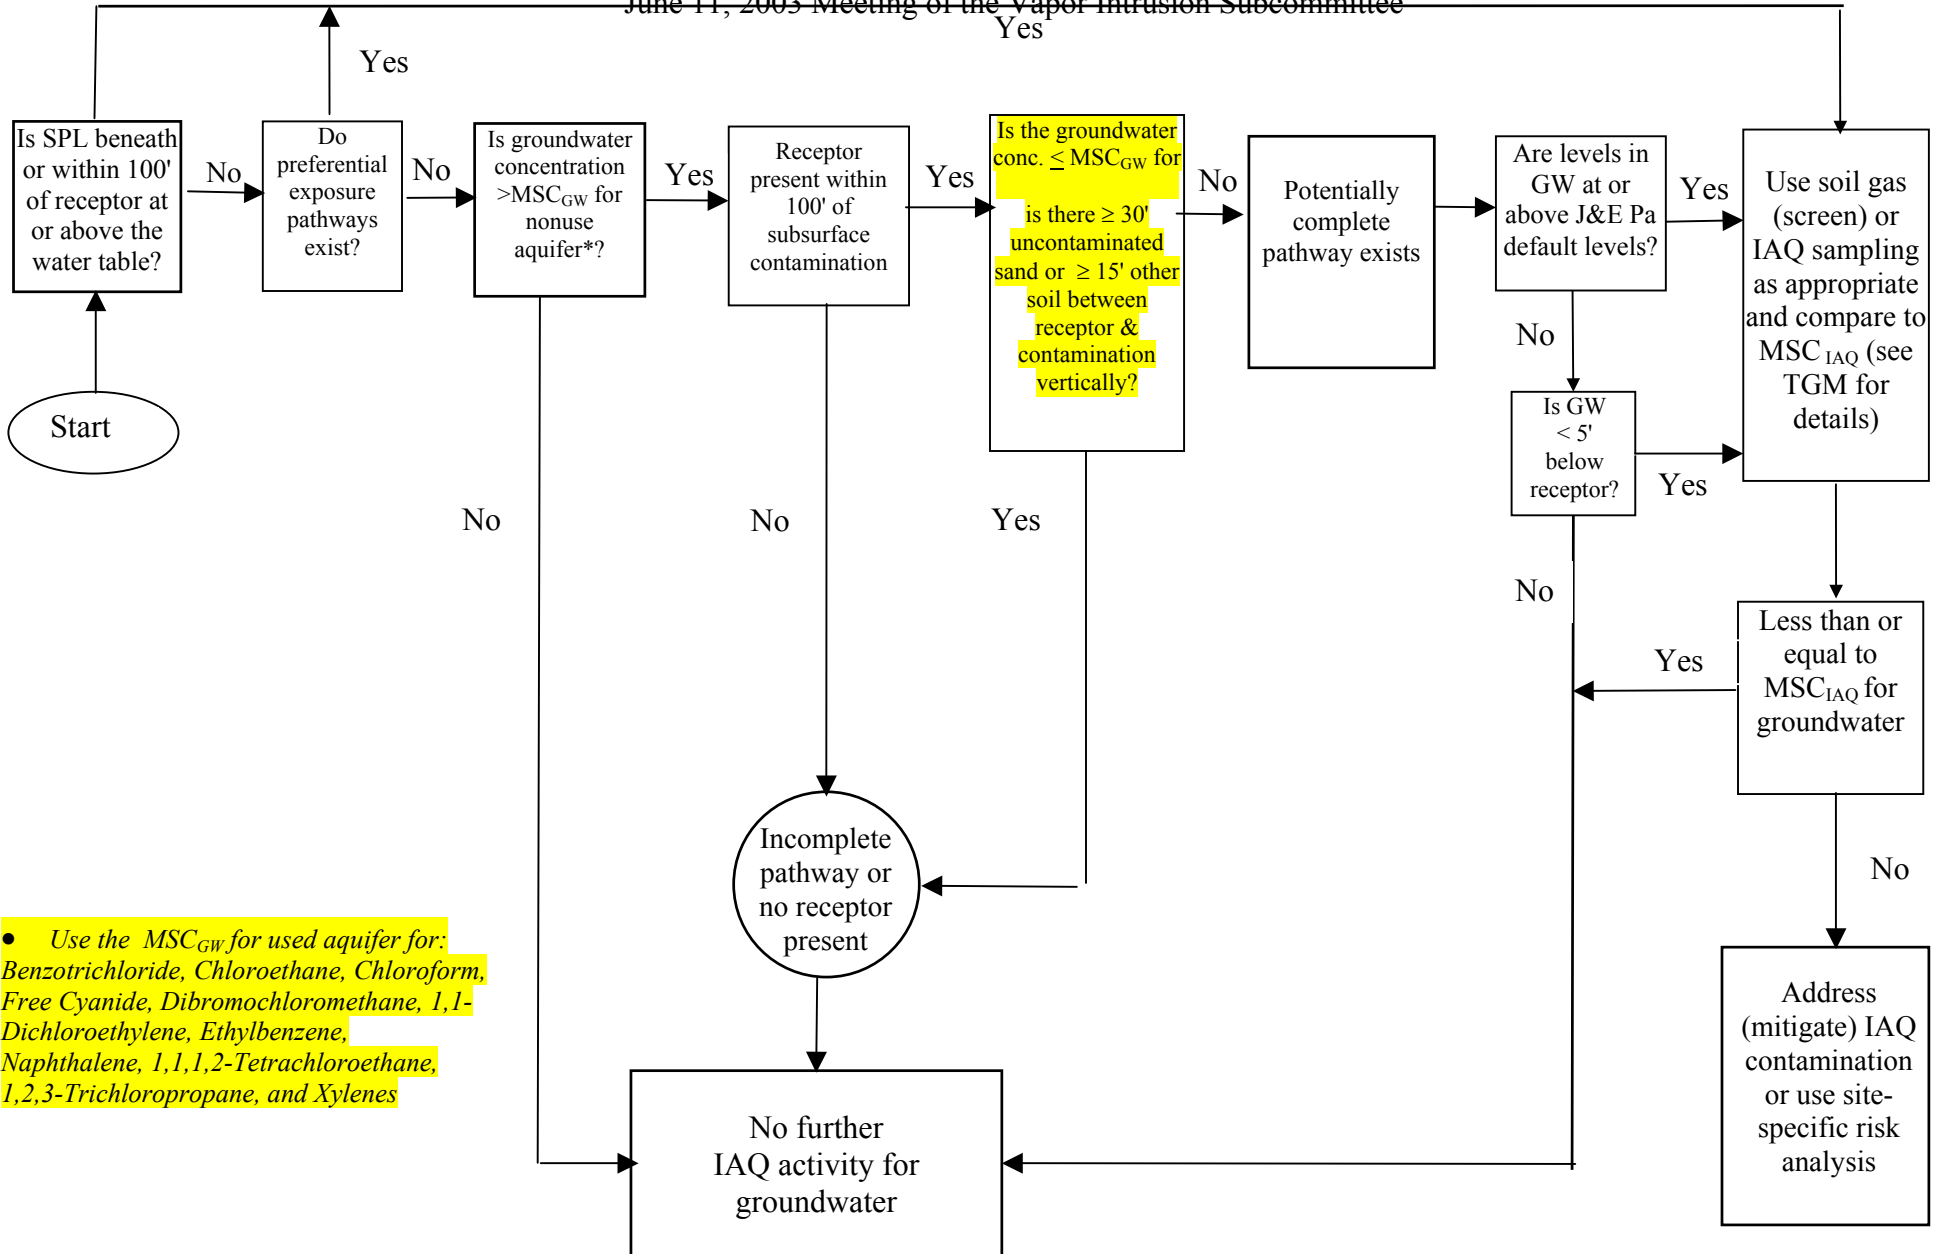 June 11, 2003 Meeting of the Vapor Intrusion Subcommittee
Yes
Yes
Is SPL beneath
or within 100'
of receptor at
or above the
water table?
No
Do
preferential
exposure
pathways
exist?
No
Is groundwater
concentration
>MSCGW for
nonuse
aquifer*?
Yes
Receptor
present within
100' of
subsurface
contamination
Yes
Is the groundwater
conc. ≤ MSCGW for
is there ≥ 30'
uncontaminated
sand or ≥ 15' other
soil between
receptor &
contamination
vertically?
No
Potentially
complete
pathway exists
Are levels in
GW at or
above J&E Pa
default levels?
Yes
Use soil gas
(screen) or
IAQ sampling
as appropriate
and compare to
MSC IAQ (see
TGM for
details)
Start
No
Is GW
< 5'
below
receptor?
Yes
No
No
Yes
No
Less than or
equal to
MSCIAQ for
groundwater
Yes
Incomplete
pathway or
no receptor
present
No
• Use the MSCGW for used aquifer for:
Benzotrichloride, Chloroethane, Chloroform,
Free Cyanide, Dibromochloromethane, 1,1-
Dichloroethylene, Ethylbenzene,
Naphthalene, 1,1,1,2-Tetrachloroethane,
1,2,3-Trichloropropane, and Xylenes
Address
(mitigate) IAQ
contamination
or use site-
specific risk
analysis
No further
IAQ activity for
groundwater